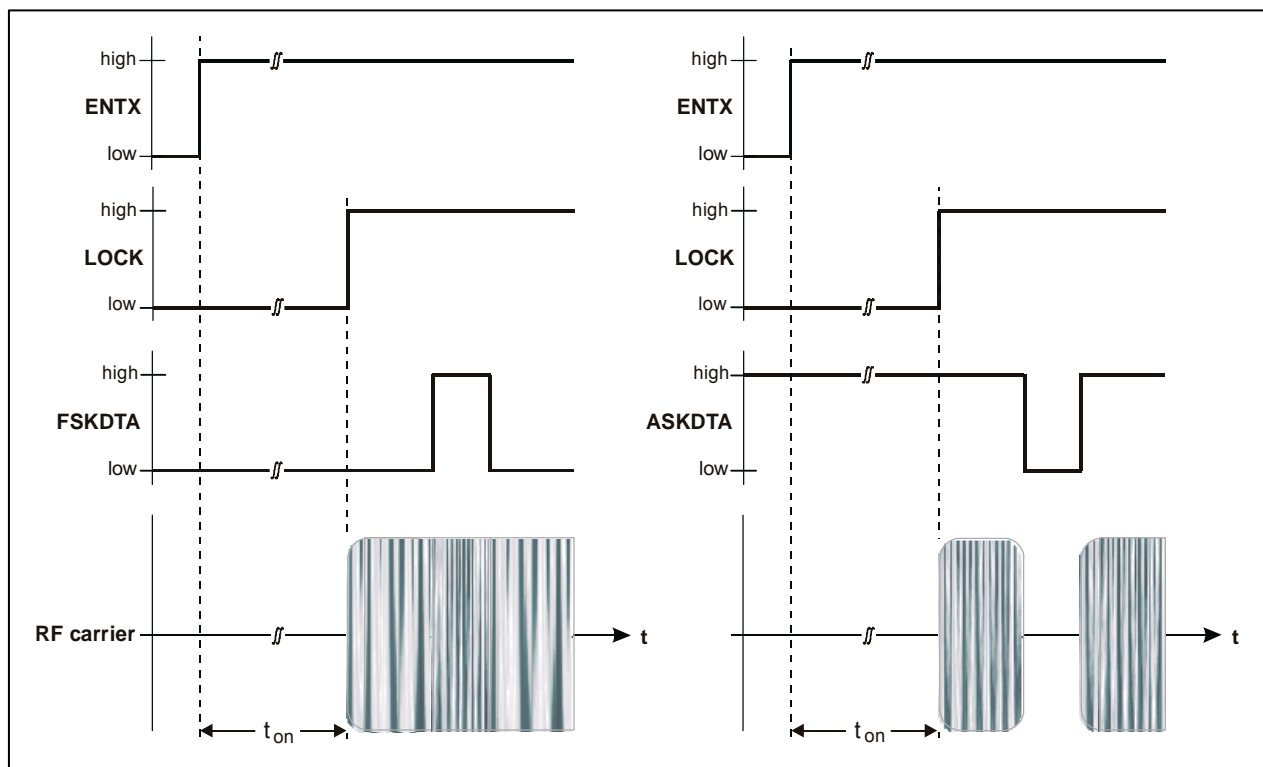 high
ENTX
low
high
LOCK
low
high
FSKDTA
low
RF carrier
t
t on
high
ENTX
low
high
LOCK
low
high
ASKDTA
low
t
t on